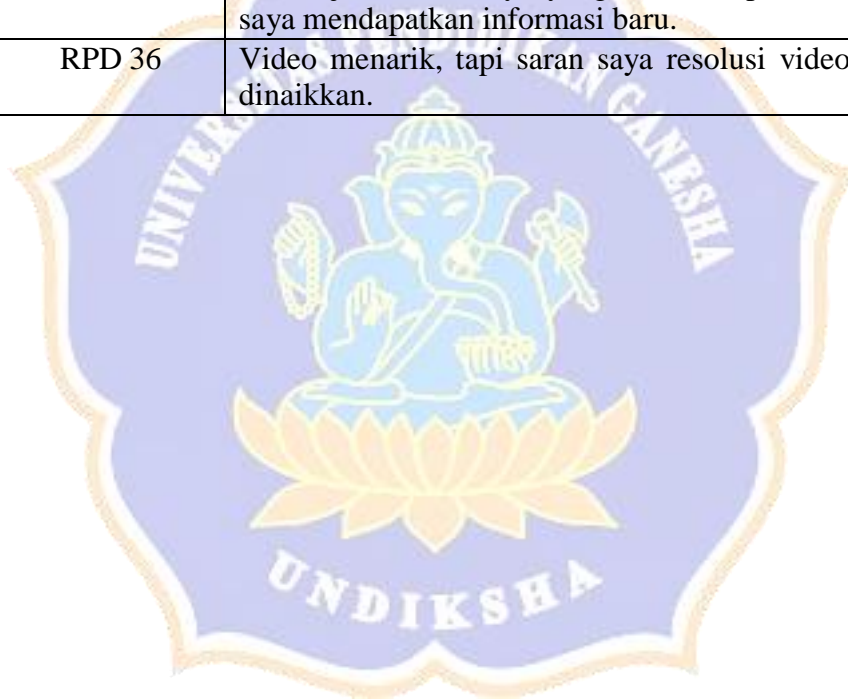 saya mendapatkan informasi baru.
RPD 36
Video menarik, tapi saran saya resolusi video
dinaikkan.
UNIVERSITAS PENDIDIKAN GANESHA
UNDIKSHA